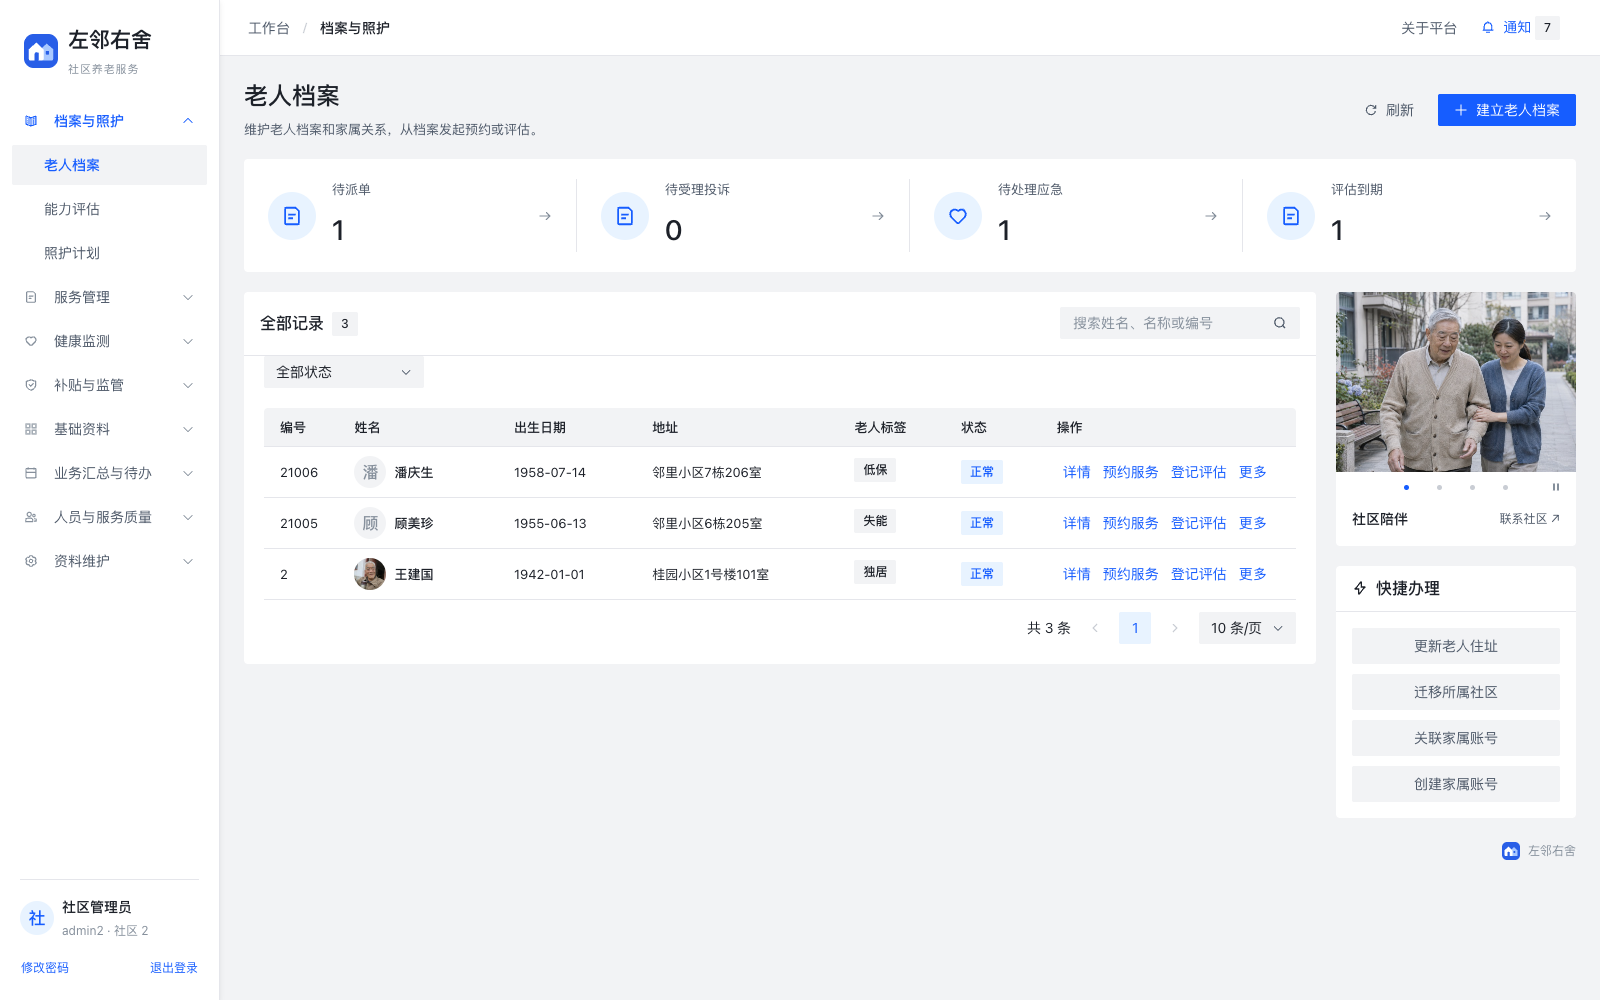 左邻右舍
社区养老服务
档案与照护
老人档案
能力评估
照护计划
服务管理
健康监测
补贴与监管
基础资料
业务汇总与待办
人员与服务质量
资料维护
社
社区管理员
admin2 · 社区 2
修改密码 退出登录
工作台 / 档案与照护
关于平台 通知 7
老人档案
维护老人档案和家属关系，从档案发起预约或评估。
刷新 建立老人档案
待派单
1
待受理投诉
0
待处理应急
1
评估到期
1
全部记录 3
搜索姓名、名称或编号
全部状态
编号 姓名 出生日期 地址 老人标签 状态 操作
21006 潘 潘庆生 1958-07-14 邻里小区7栋206室 低保 正常 详情 预约服务 登记评估 更多
21005 顾 顾美珍 1955-06-13 邻里小区6栋205室 失能 正常 详情 预约服务 登记评估 更多
2 王建国 1942-01-01 桂园小区1号楼101室 独居 正常 详情 预约服务 登记评估 更多
共 3 条 1 10 条/页
社区陪伴 联系社区
快捷办理
更新老人住址
迁移所属社区
关联家属账号
创建家属账号
左邻右舍